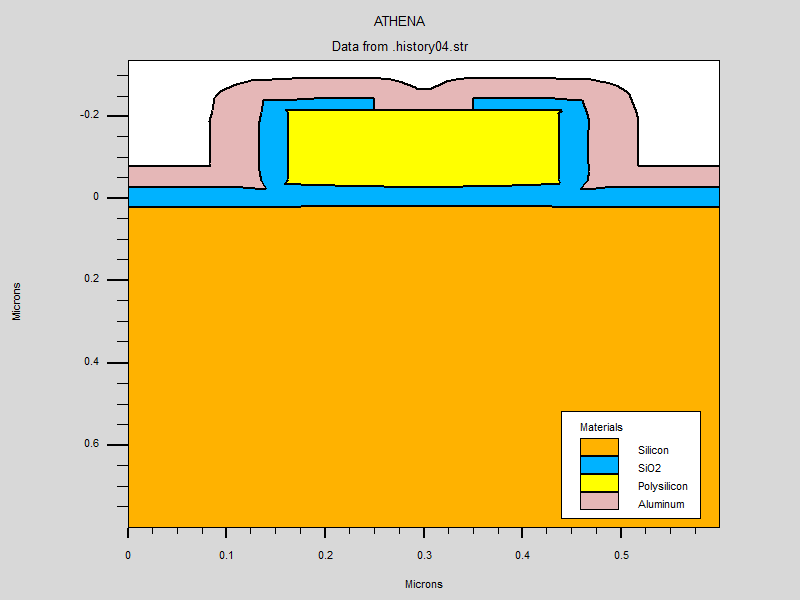 ATHENA
Data from .history04.str
Microns
-0.2
0
0.2
0.4
0.6
Materials
Silicon
SiO2
Polysilicon
Aluminum
0 0.1 0.2 0.3 0.4 0.5
Microns